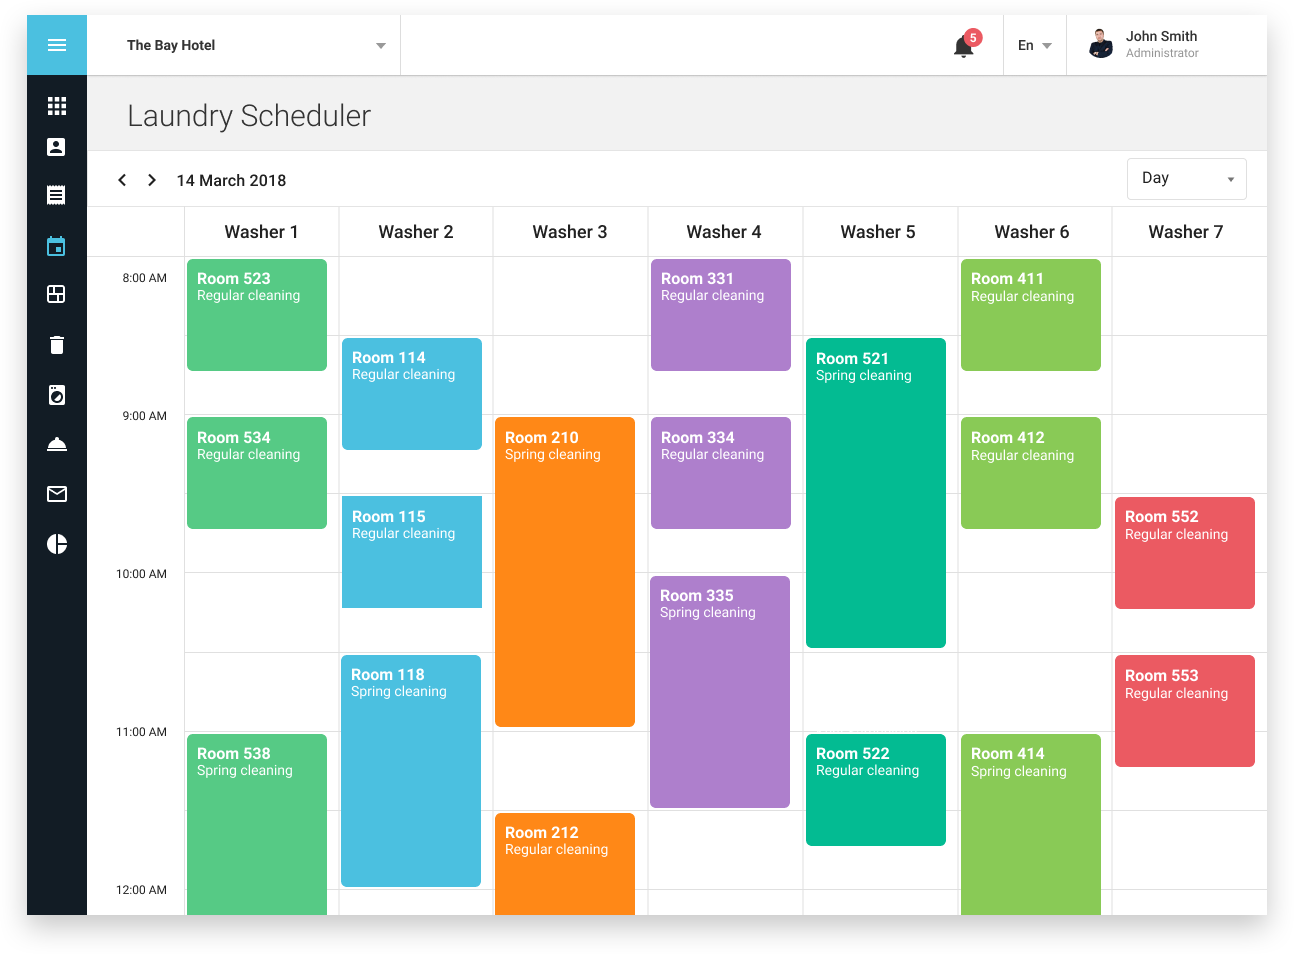 The Bay Hotel
5
En
John Smith
Administrator
Laundry Scheduler
14 March 2018
Day
Washer 1
Washer 2
Washer 3
Washer 4
Washer 5
Washer 6
Washer 7
8:00 AM
Room 523
Regular cleaning
Room 331
Regular cleaning
Room 411
Regular cleaning
Room 114
Regular cleaning
Room 521
Spring cleaning
9:00 AM
Room 534
Regular cleaning
Room 210
Spring cleaning
Room 334
Regular cleaning
Room 412
Regular cleaning
Room 115
Regular cleaning
Room 552
Regular cleaning
10:00 AM
Room 335
Spring cleaning
Room 118
Spring cleaning
Room 553
Regular cleaning
11:00 AM
Room 538
Spring cleaning
Room 522
Regular cleaning
Room 414
Spring cleaning
Room 212
Regular cleaning
12:00 AM